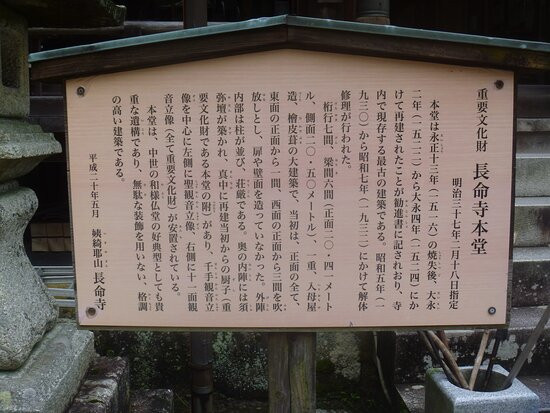 重要文化財 長命寺本堂
明治三十七年二月十八日指定
本堂は永正十三年（一五一六）の焼失後、大永
二年（一五二二）から大永四年（一五二四）にか
けて再建されたことが勧進書に記されおり、寺
内で現存する最古の建築である。昭和五年（一
九三〇）から昭和七年（一九三二）にかけて解体
修理が行われた。
桁行七間、梁間六間（正面二〇・四一メート
ル、側面二〇・五〇メートル）、一重、入母屋
造、檜皮葺の大建築で、当初は、正面の全て、
東面の正面から一間、西面の正面から三間を吹
放しとし、扉や壁面を造っていなかった。外陣
内部は柱が並び、荘厳である。奥の内陣には須
弥壇が築かれ、真中に再建当初からの厨子（重
要文化財である本堂の附）があり、千手観音立
像を中心に左側に聖観音立像、右側に十一面観
音立像（全て重要文化財）が安置されている。
本堂は、中世の和様仏堂の好典型としても貴
重な遺構であり、無駄な装飾を用いない、格調
の高い建築である。
平成二十年五月 姨綺耶山 長命寺